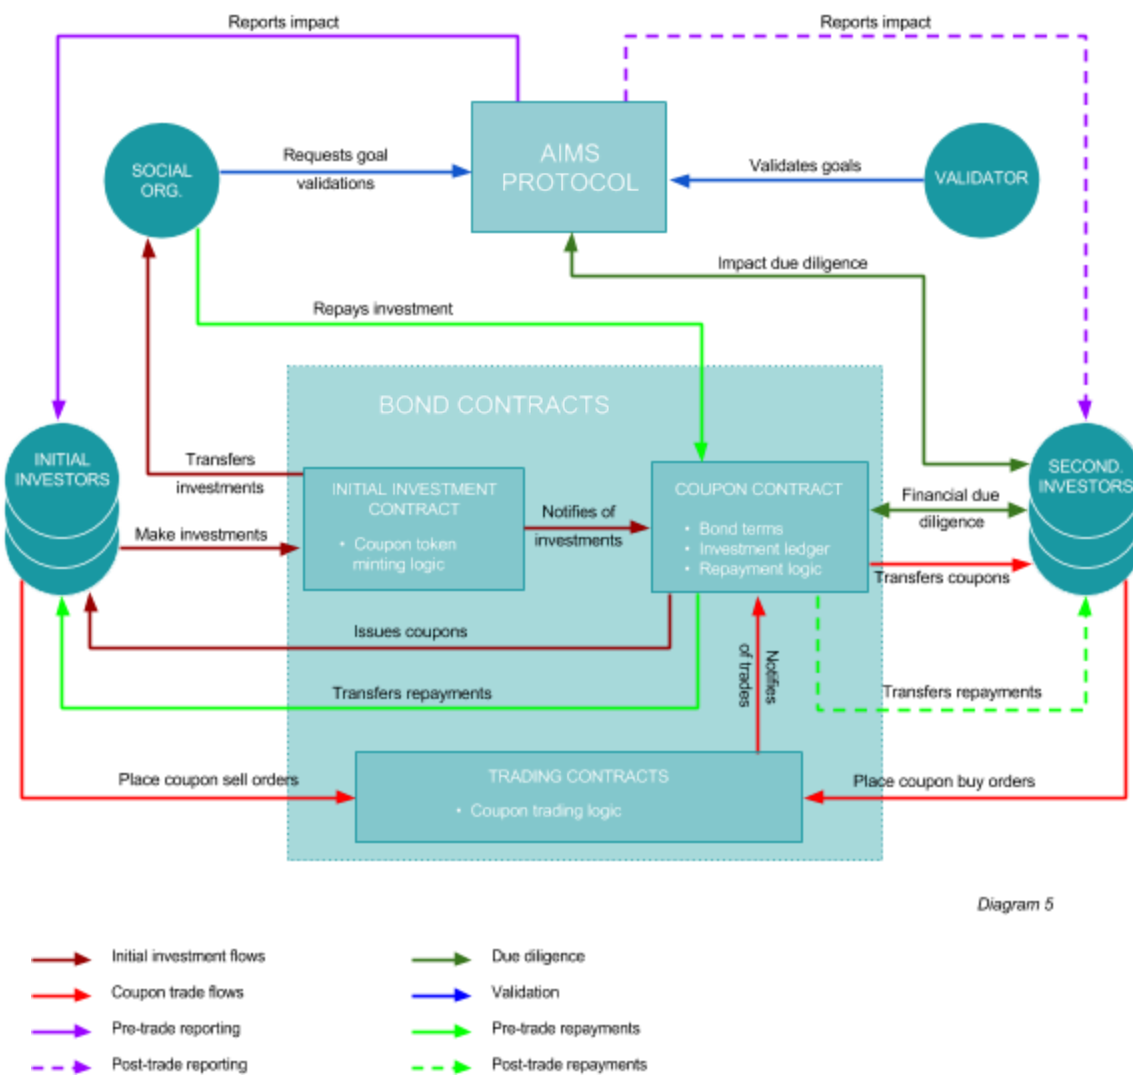 Reports impact
Reports impact
SOCIAL
ORG.
Requests goal
validations
AIMS
PROTOCOL
Validates goals
VALIDATOR
Impact due diligence
Repays investment
BOND CONTRACTS
INITIAL
INVESTORS
Transfers
investments
INITIAL INVESTMENT
CONTRACT
• Coupon token
minting logic
Notifies of
investments
COUPON CONTRACT
• Bond terms
• Investment ledger
• Repayment logic
Financial due
diligence
SECOND.
INVESTORS
Make investments
Transfers coupons
Issues coupons
Notifies
of trades
Transfers repayments
Transfers repayments
Place coupon sell orders
TRADING CONTRACTS
• Coupon trading logic
Place coupon buy orders
Diagram 5
Initial investment flows
Due diligence
Coupon trade flows
Validation
Pre-trade reporting
Pre-trade repayments
Post-trade reporting
Post-trade repayments